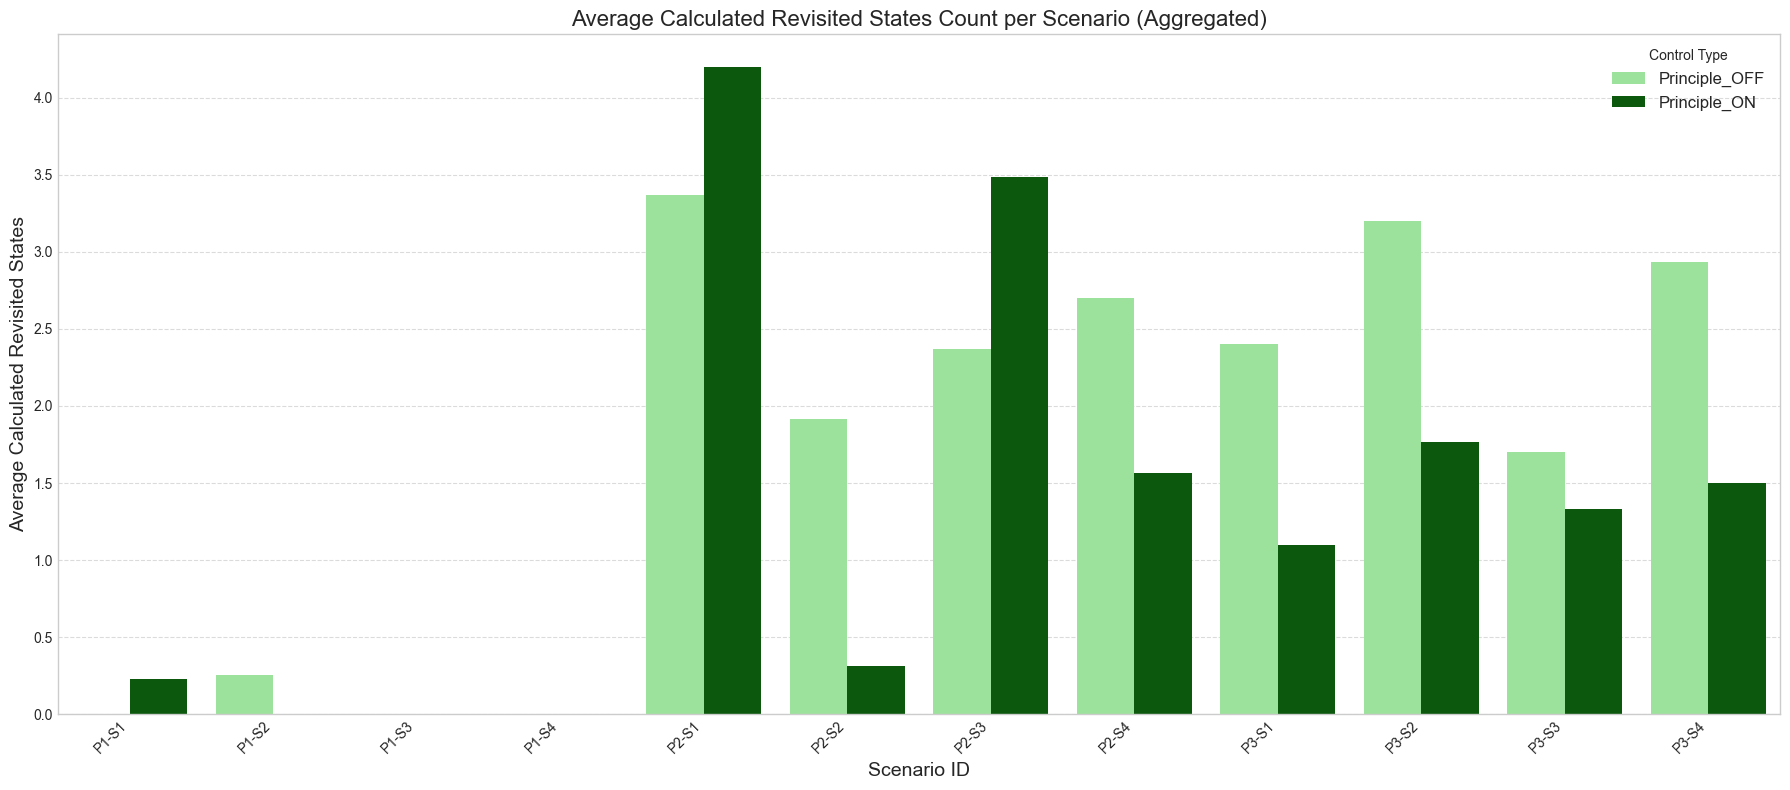 Average Calculated Revisited States Count per Scenario (Aggregated)
Control Type
Principle_OFF
Principle_ON
Average Calculated Revisited States
4.0
3.5
3.0
2.5
2.0
1.5
1.0
0.5
0.0
P1-S1
P1-S2
P1-S3
P1-S4
P2-S1
P2-S2
P2-S3
P2-S4
P3-S1
P3-S2
P3-S3
P3-S4
Scenario ID